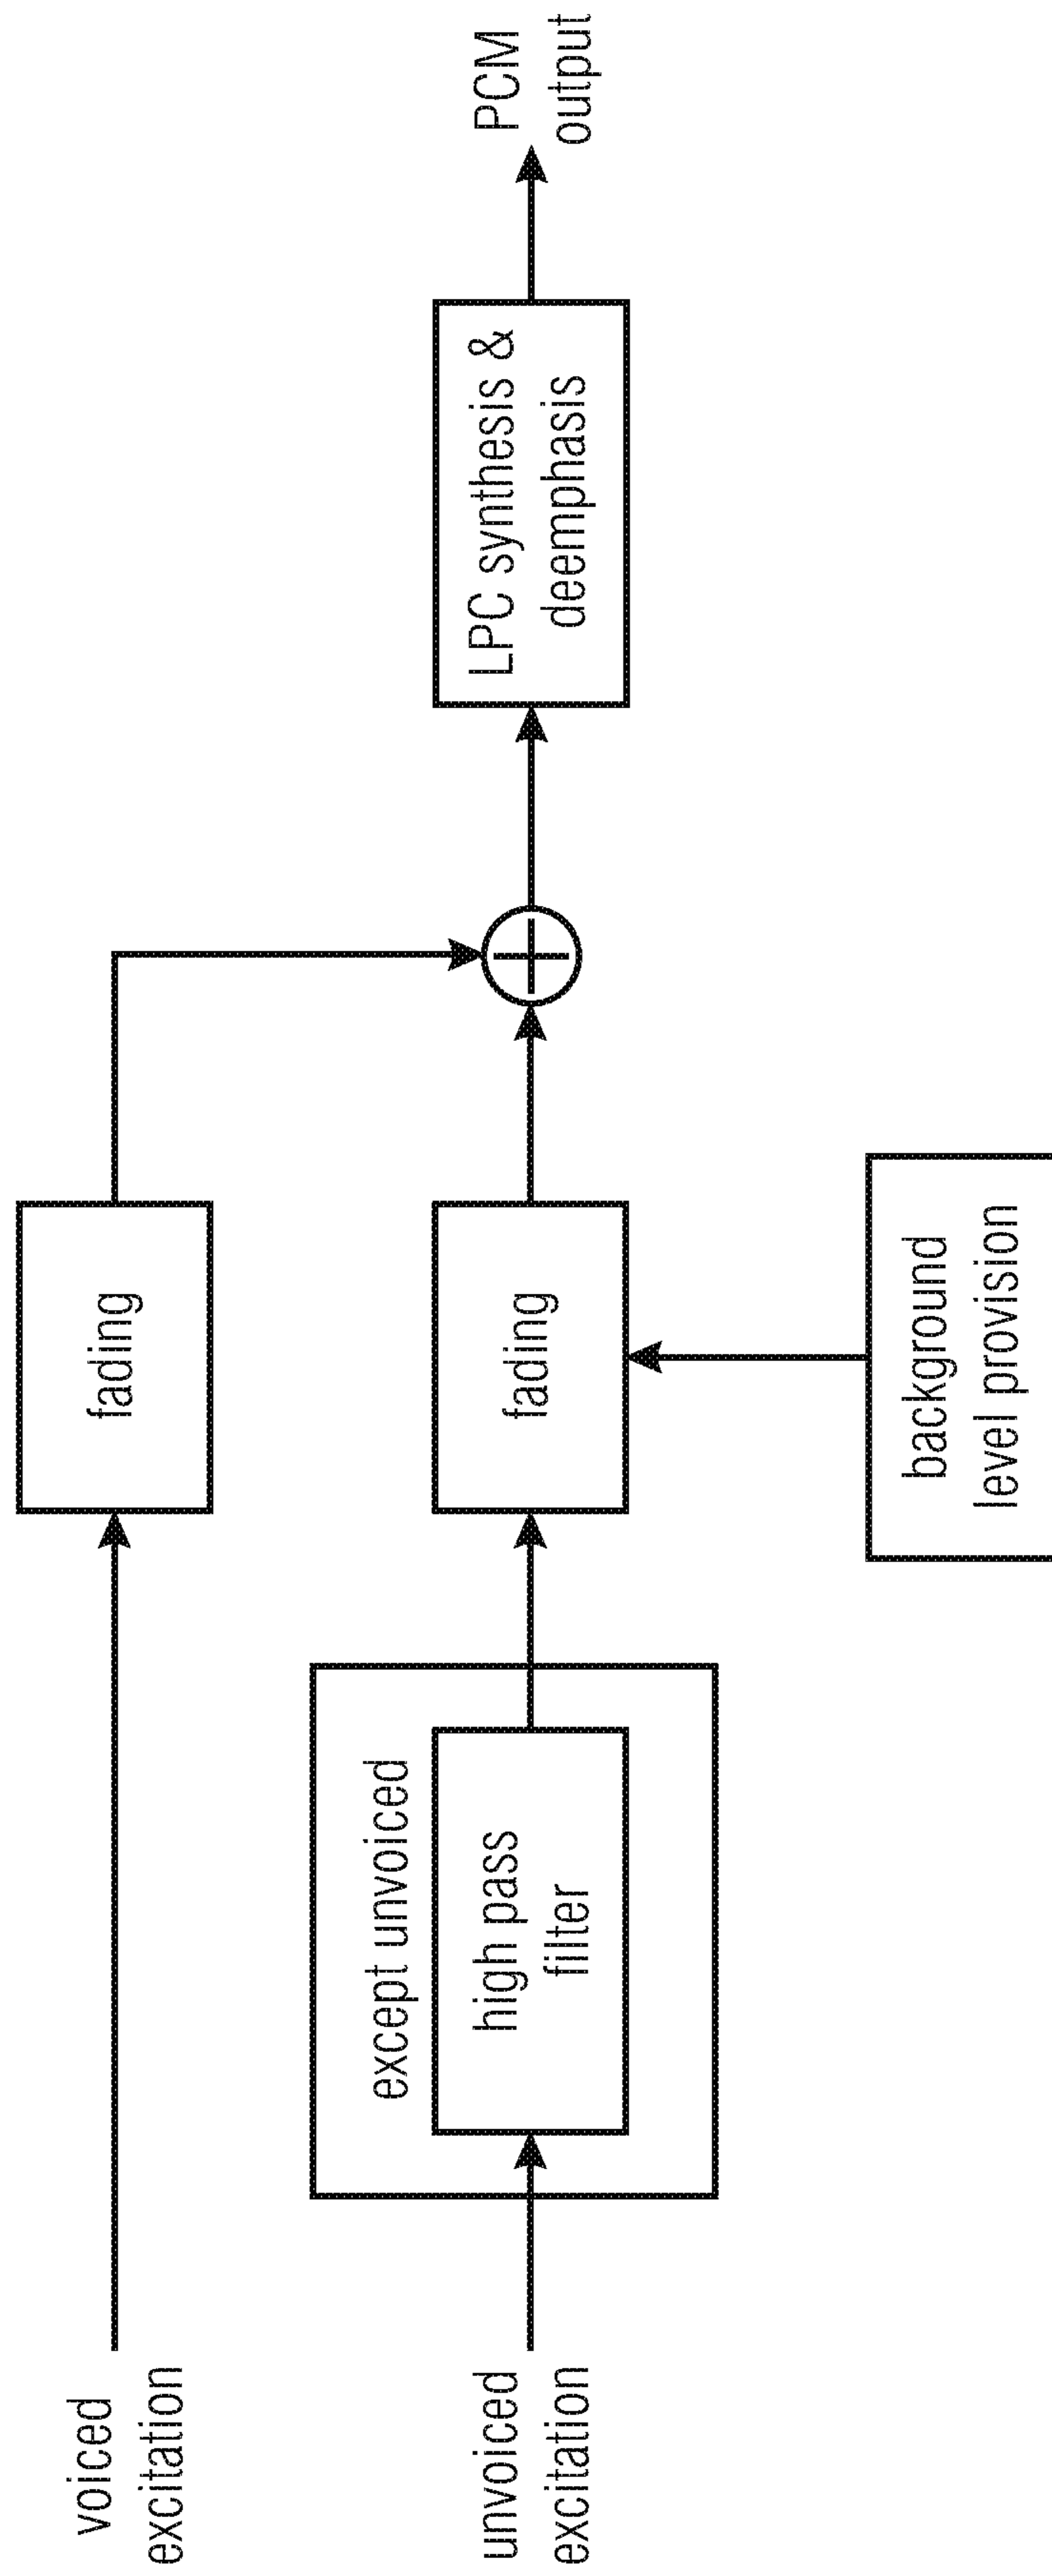 voiced
excitation
fading
unvoiced
excitation
except unvoiced
high pass
filter
fading
background
level provision
LPC synthesis &
deemphasis
PCM
output